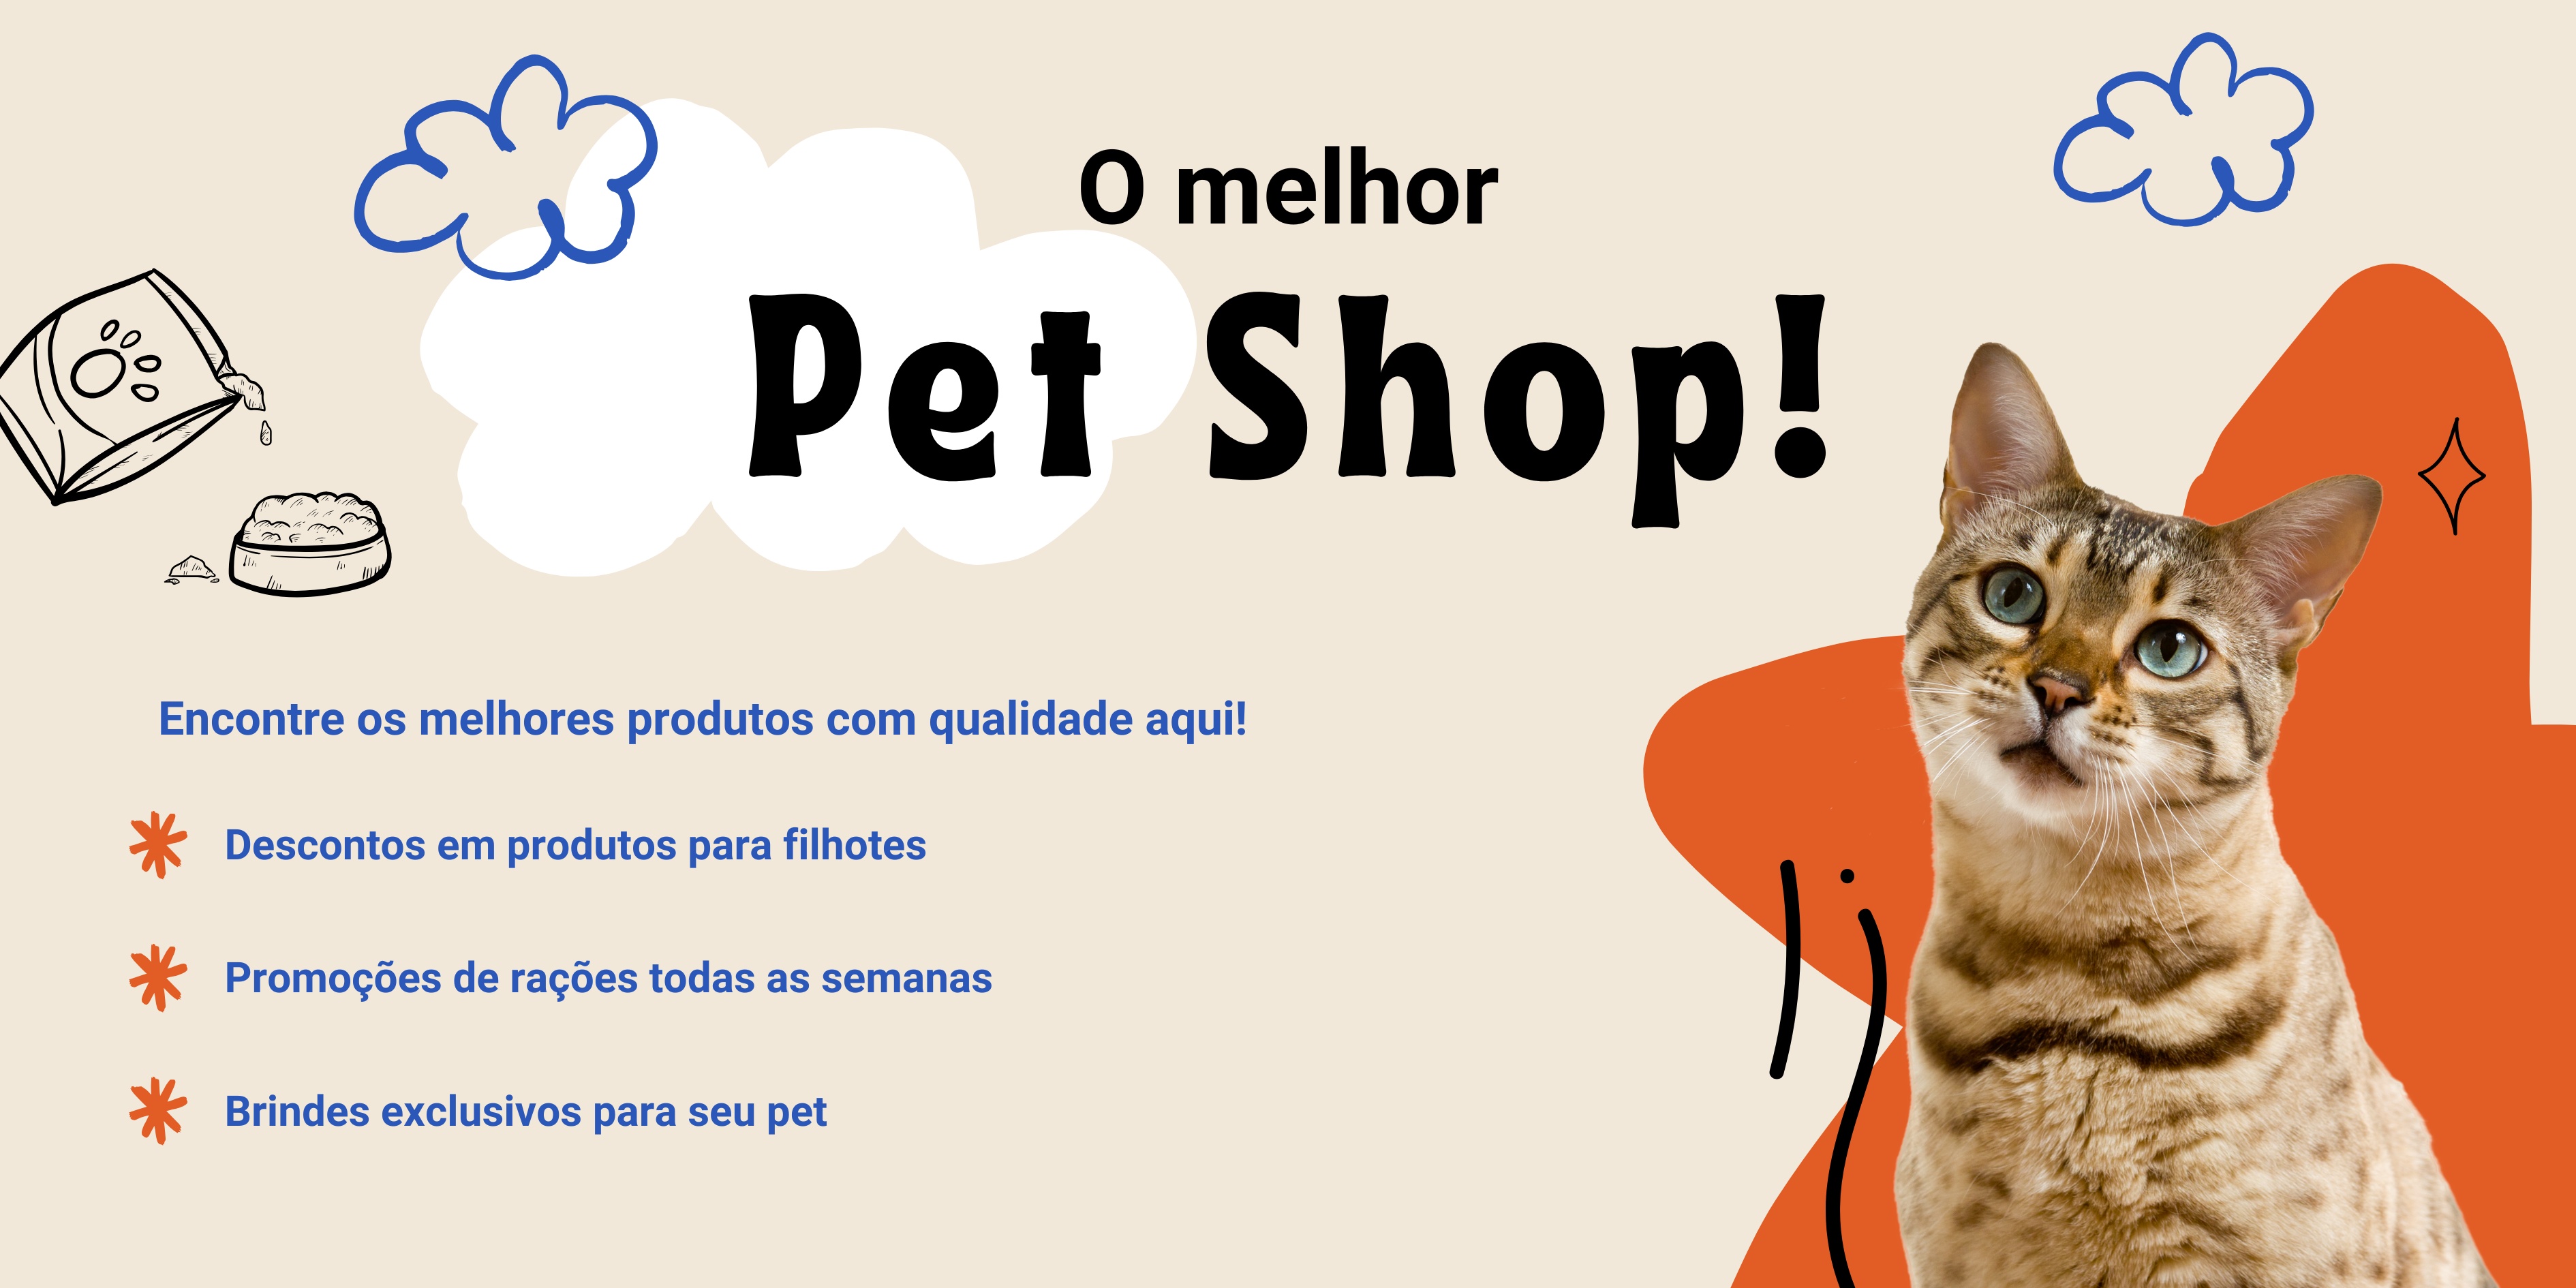 O melhor
Pet Shop!
Encontre os melhores produtos com qualidade aqui!
Descontos em produtos para filhotes
Promoções de rações todas as semanas
Brindes exclusivos para seu pet